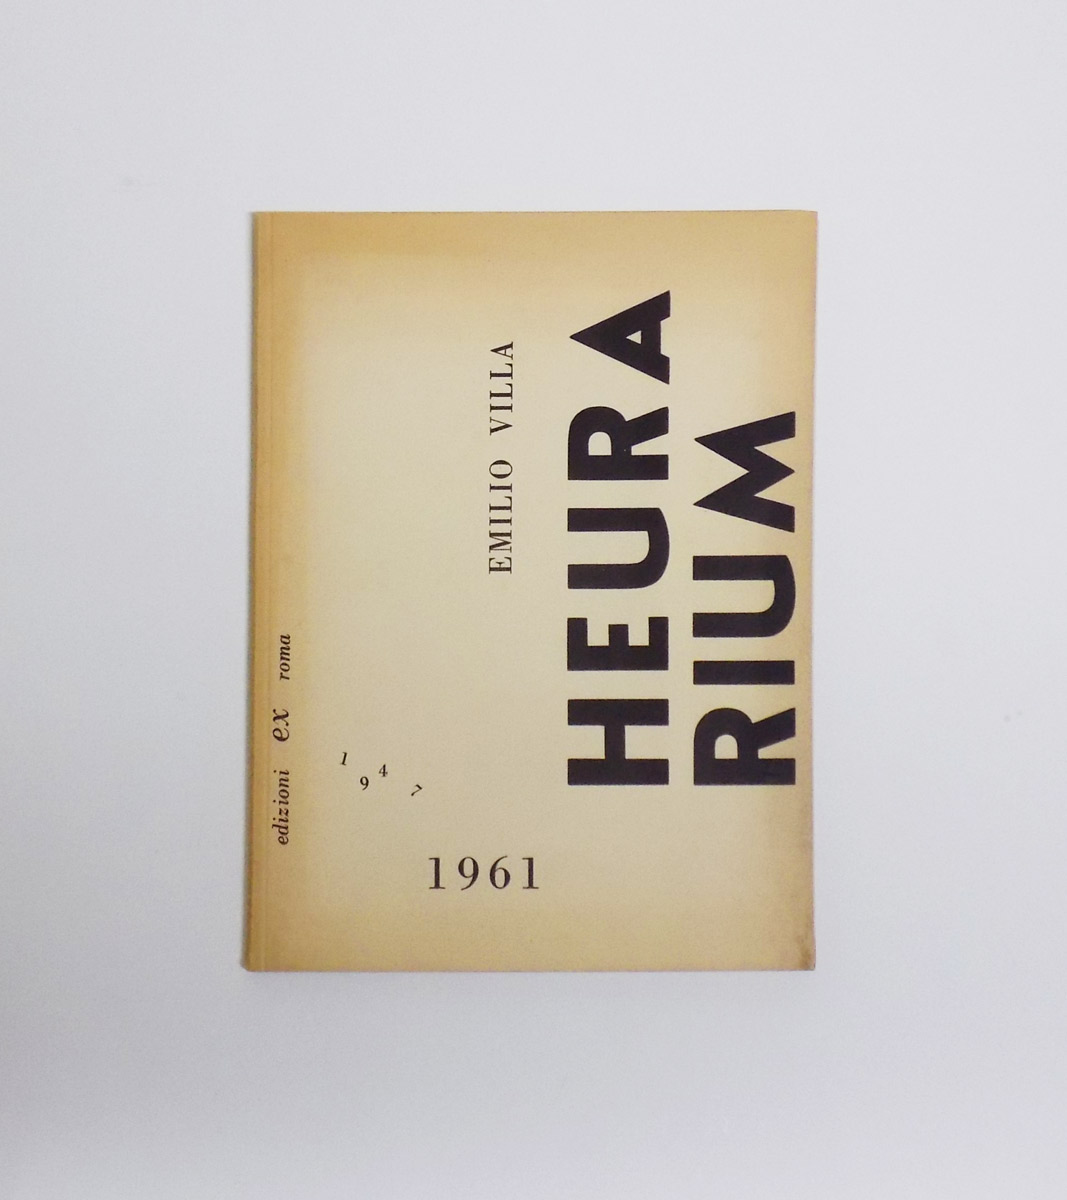 edizioni ex roma
1947
1961
EMILIO VILLA
HEURA
RIUM